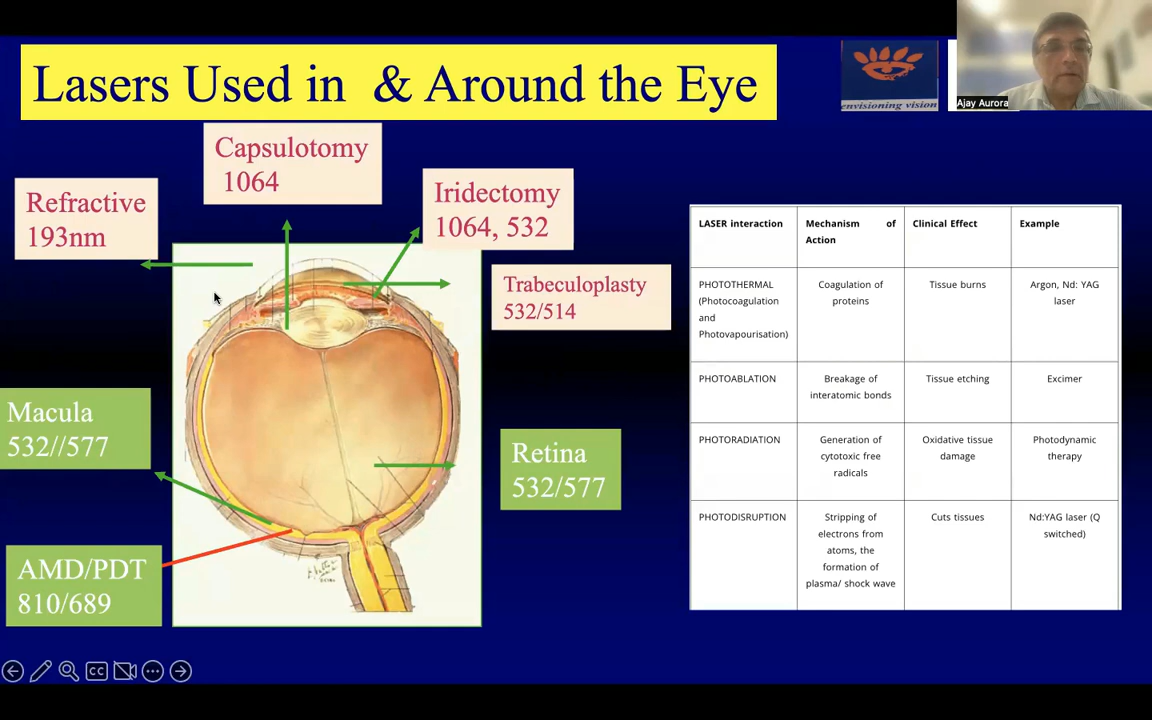 Lasers Used in & Around the Eye
envisioning vision
Ajay Aurora
Capsulotomy
1064
Refractive
193nm
Iridectomy
1064, 532
Trabeculoplasty
532/514
Macula
532//577
Retina
532/577
AMD/PDT
810/689
LASER interaction
Mechanism of
Action
Clinical Effect
Example
PHOTOTHERMAL
(Photocoagulation
and
Photovapourisation)
Coagulation of
proteins
Tissue burns
Argon, Nd: YAG
laser
PHOTOABLATION
Breakage of
interatomic bonds
Tissue etching
Excimer
PHOTORADIATION
Generation of
cytotoxic free
radicals
Oxidative tissue
damage
Photodynamic
therapy
PHOTODISRUPTION
Stripping of
electrons from
atoms, the
formation of
plasma/ shock wave
Cuts tissues
Nd:YAG laser (Q
switched)
CC